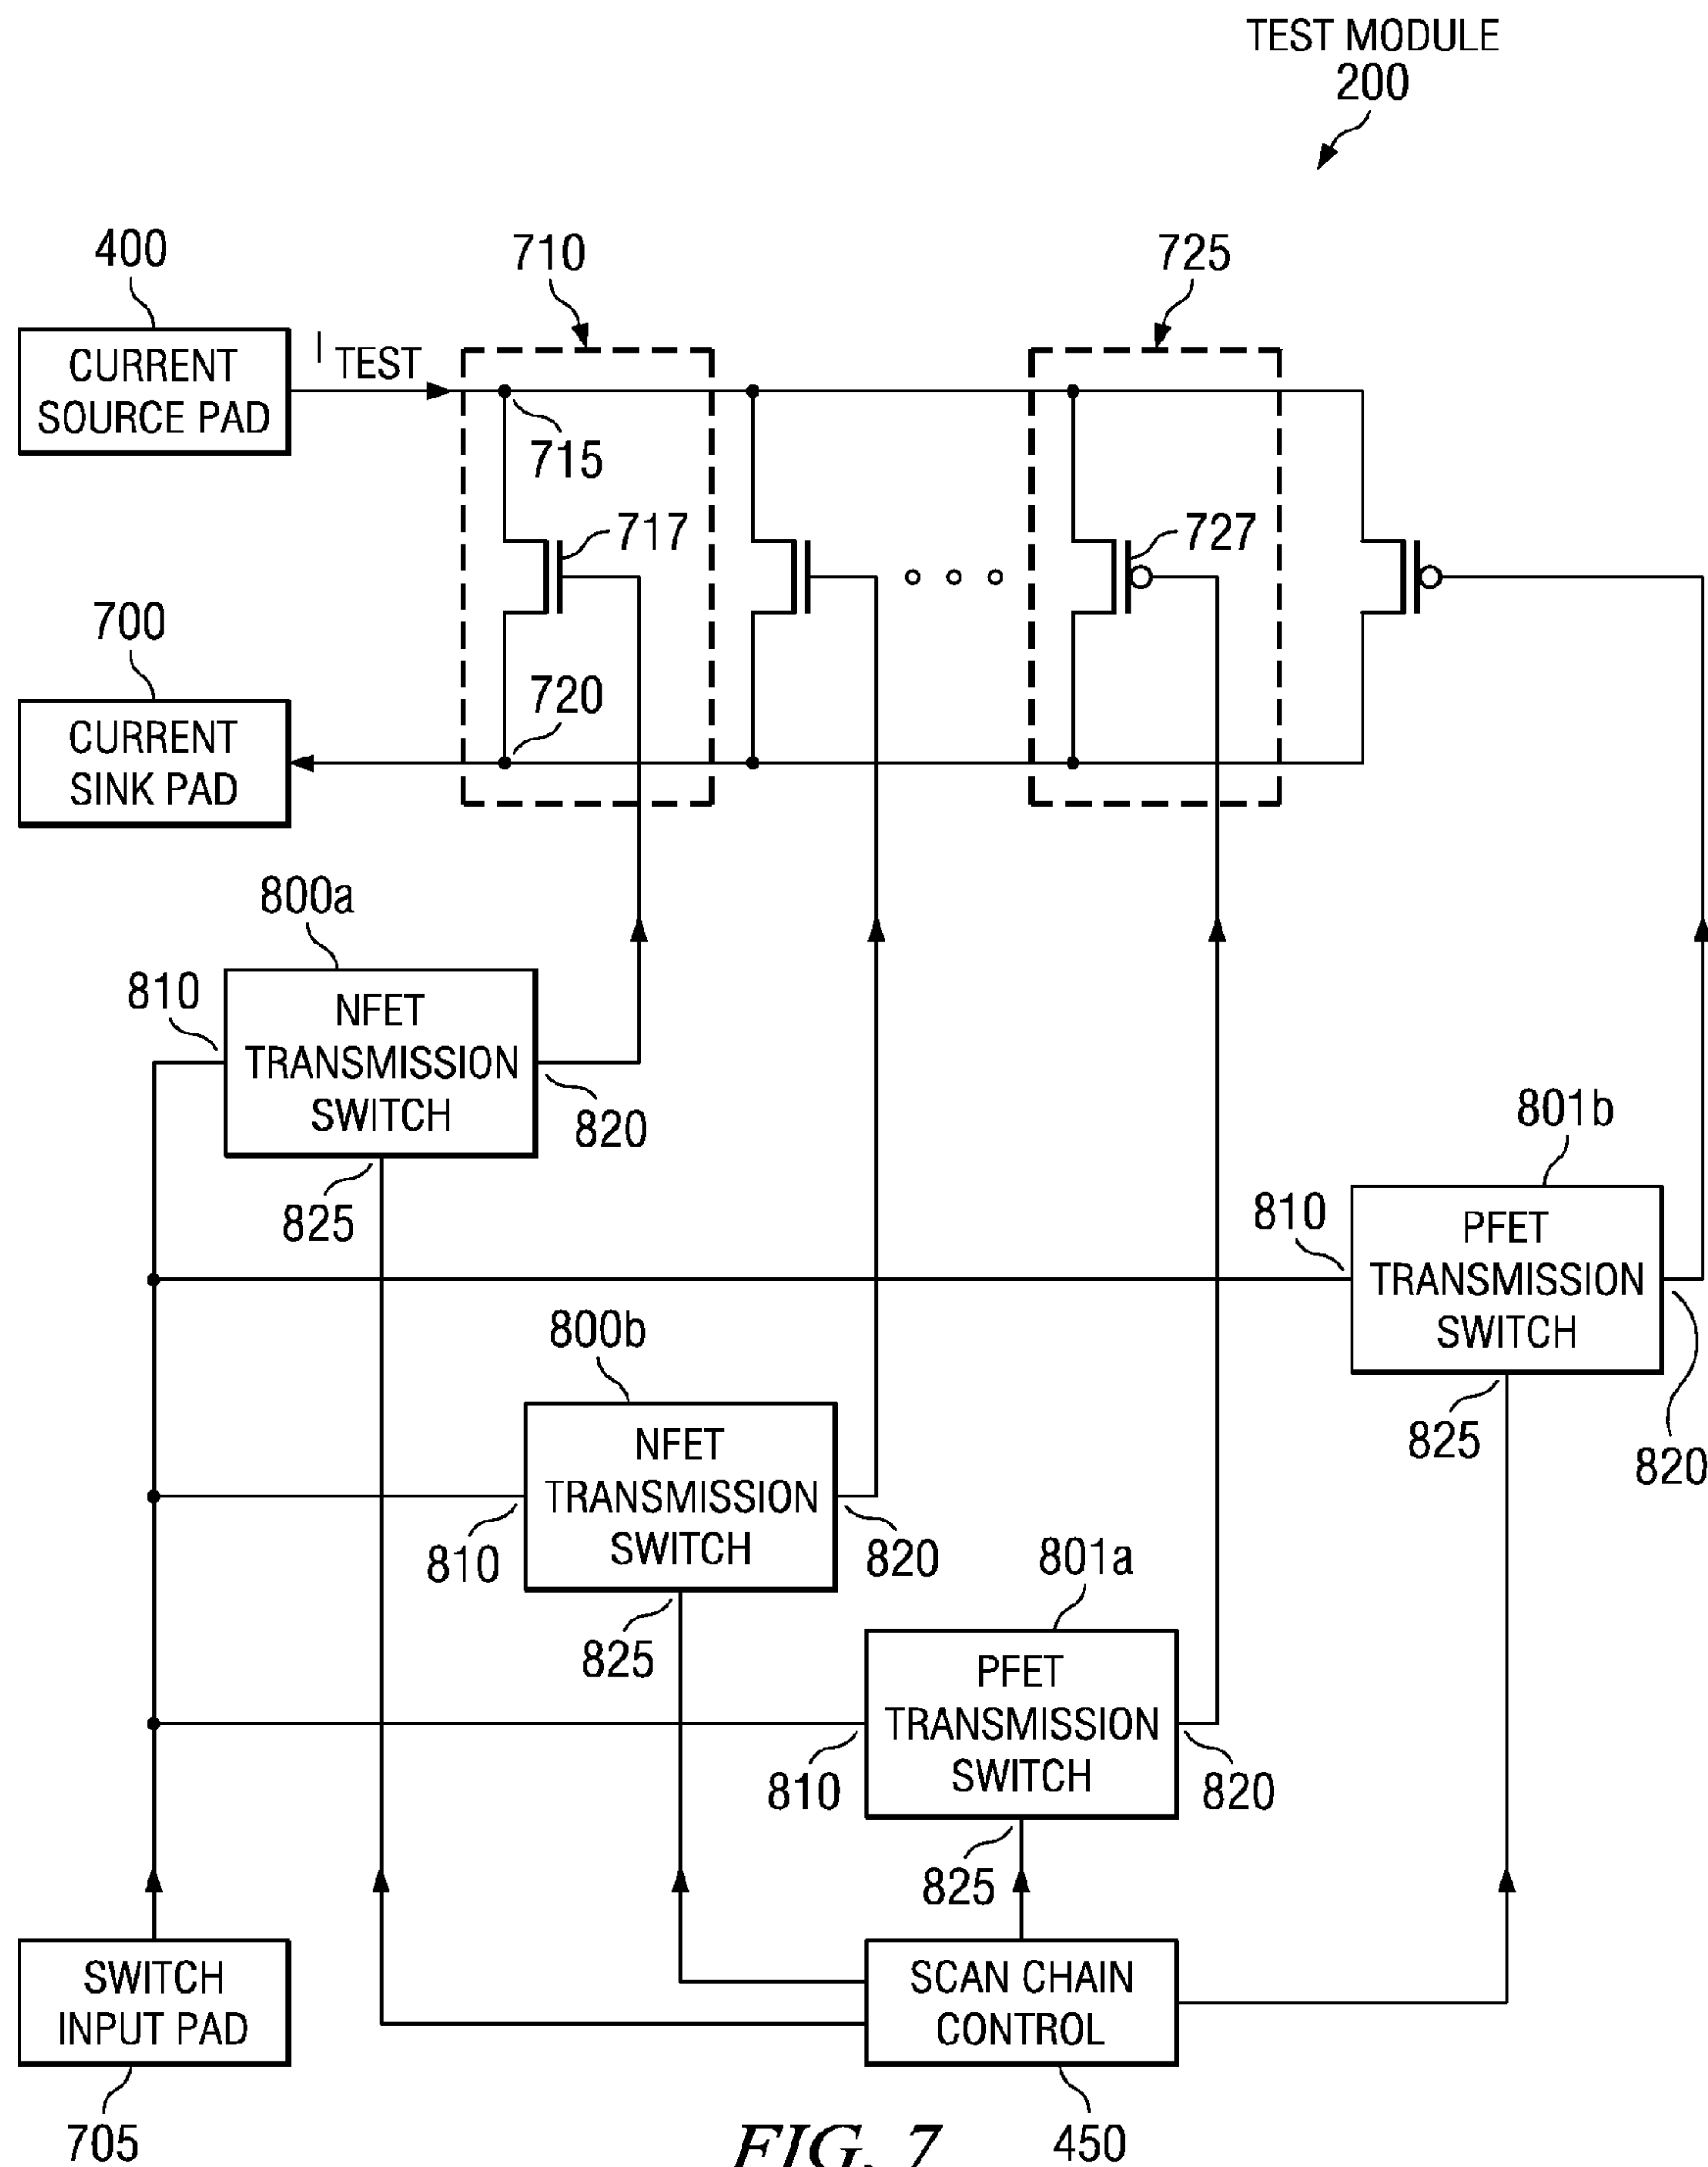 TEST MODULE
200
400
710
725
CURRENT
SOURCE PAD
I TEST
715
717
727
700
720
CURRENT
SINK PAD
800a
810
NFET
TRANSMISSION
SWITCH
820
825
801b
810
PFET
TRANSMISSION
SWITCH
825
820
800b
NFET
TRANSMISSION
SWITCH
810
820
825
801a
PFET
TRANSMISSION
SWITCH
810
820
825
SWITCH
INPUT PAD
SCAN CHAIN
CONTROL
705
450
FIG. 7